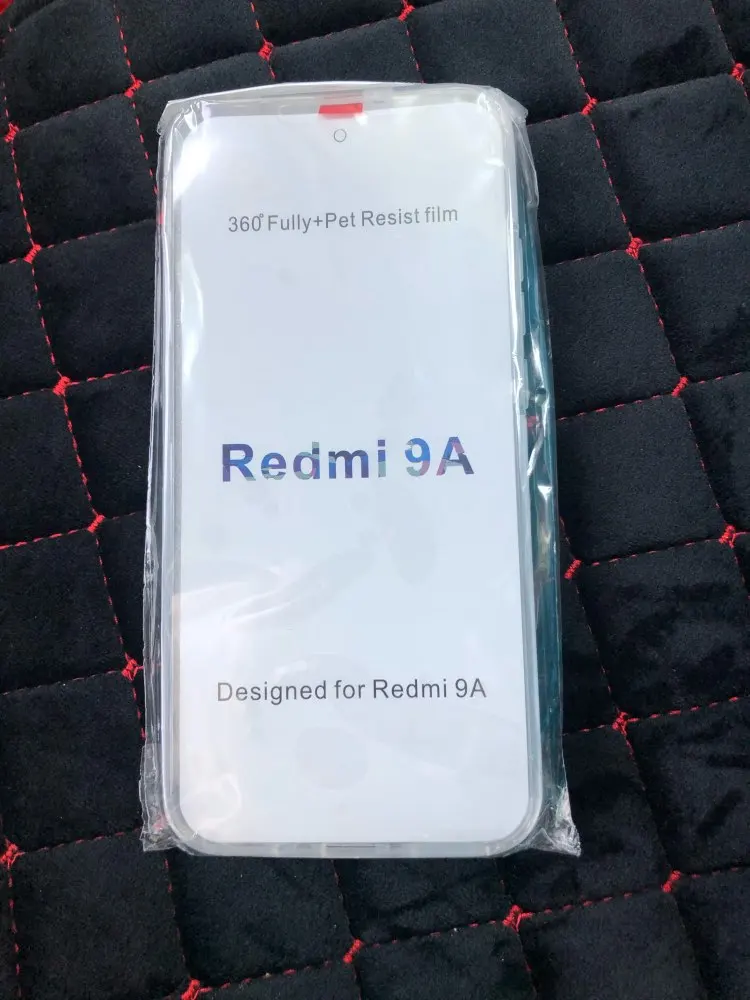 360° Fully+Pet Resist film
Redmi 9A
Designed for Redmi 9A